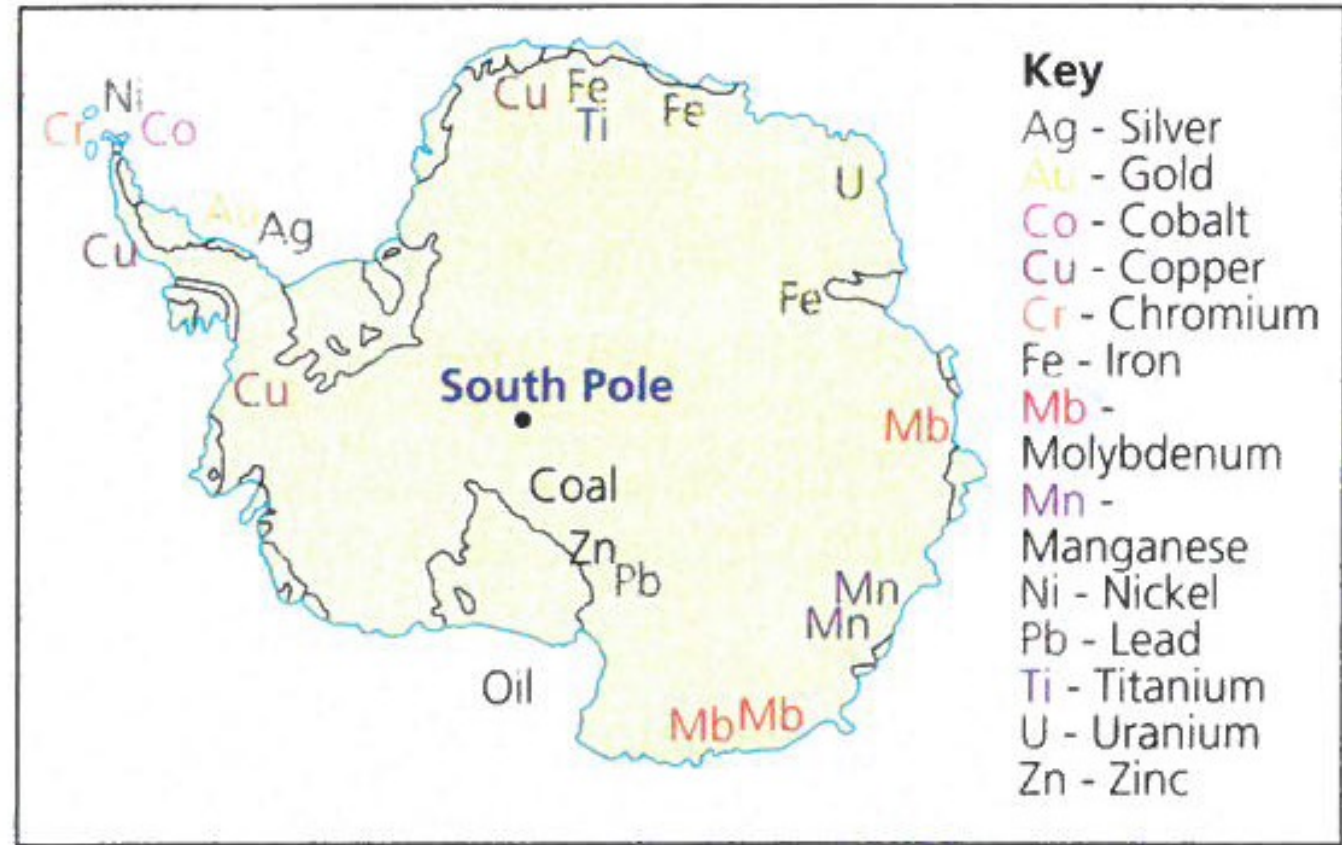 Ni
Cr
Co
Cu
Fe
Ti
Fe
U
Au
Ag
Cu
Fe
Cu
South Pole
Mb
Coal
Zn
Pb
Mn
Mn
Oil
Mb
Mb
Key
Ag - Silver
Au - Gold
Co - Cobalt
Cu - Copper
Cr - Chromium
Fe - Iron
Mb -
Molybdenum
Mn -
Manganese
Ni - Nickel
Pb - Lead
Ti - Titanium
U - Uranium
Zn - Zinc